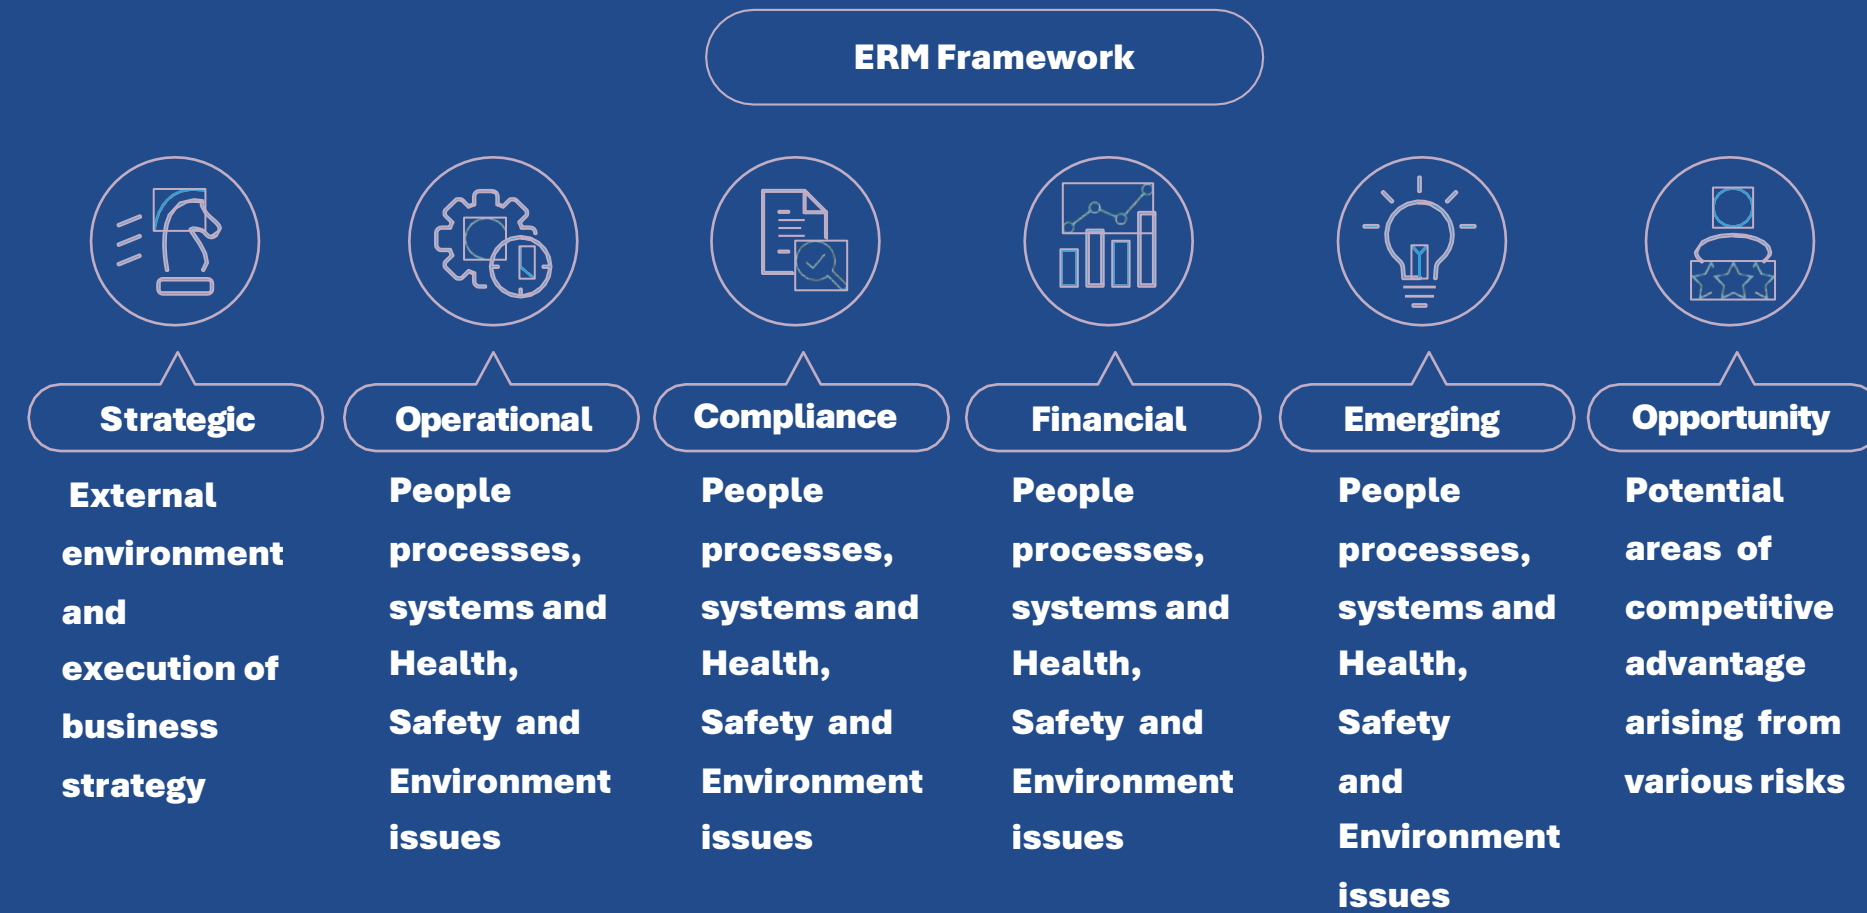 ERM Framework
Strategic
External
environment
and
execution of
business
strategy
Operational
People
processes,
systems and
Health,
Safety and
Environment
issues
Compliance
People
processes,
systems and
Health,
Safety and
Environment
issues
Financial
People
processes,
systems and
Health,
Safety and
Environment
issues
Emerging
People
processes,
systems and
Health,
Safety
and
Environment
issues
Opportunity
Potential
areas of
competitive
advantage
arising from
various risks